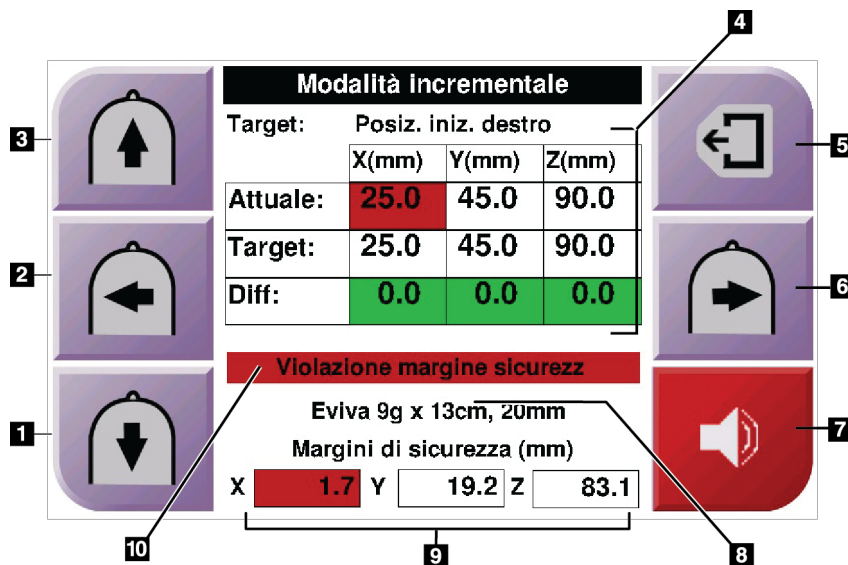 4
Modalità incrementale
Target: Posiz. iniz. destro
3
5
X(mm) Y(mm) Z(mm)
Attuale: 25.0 45.0 90.0
Target: 25.0 45.0 90.0
2
6
Diff: 0.0 0.0 0.0
Violazione margine sicurezz
Eviva 9g x 13cm, 20mm
1
7
Margini di sicurezza (mm)
X 1.7 Y 19.2 Z 83.1
10
9
8